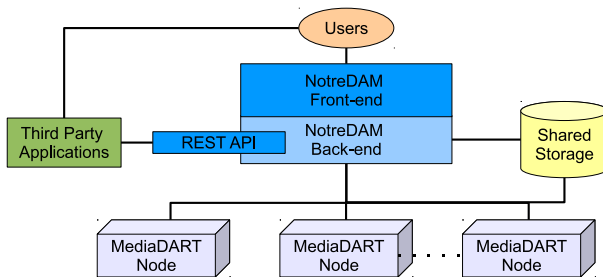 Users
NotreDAM
Front-end
Third Party
Applications
REST API
NotreDAM
Back-end
Shared
Storage
MediaDART
Node
MediaDART
Node
MediaDART
Node